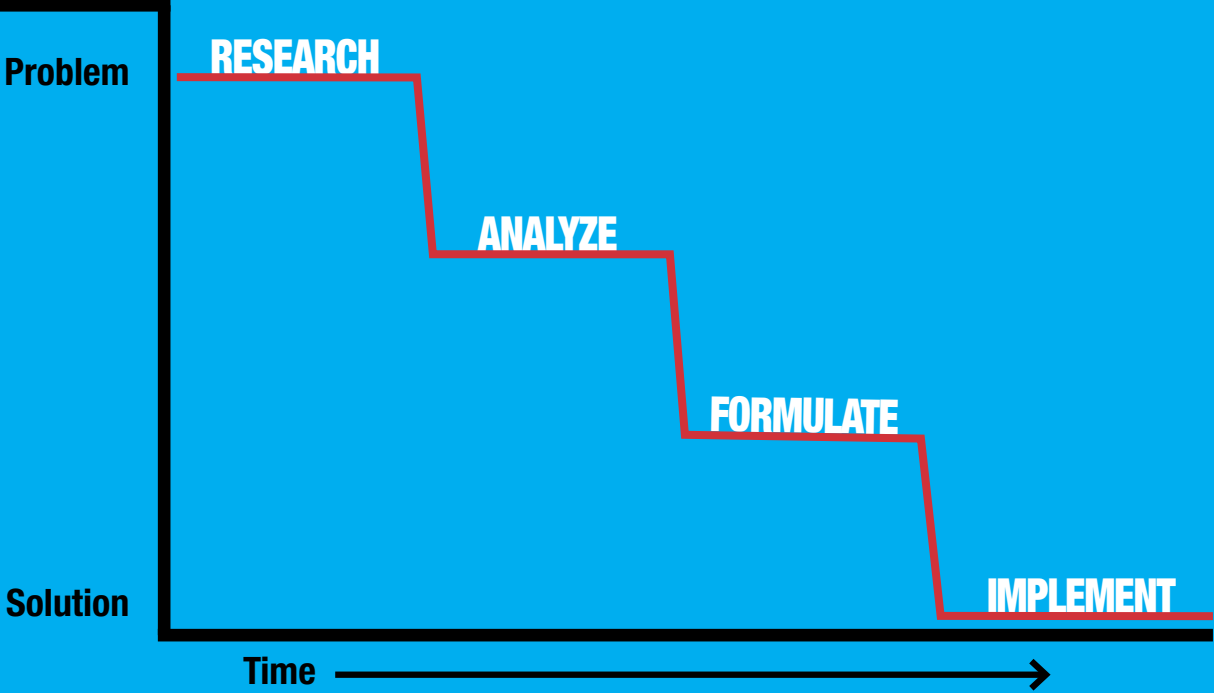 Problem
RESEARCH
ANALYZE
FORMULATE
Solution
IMPLEMENT
Time